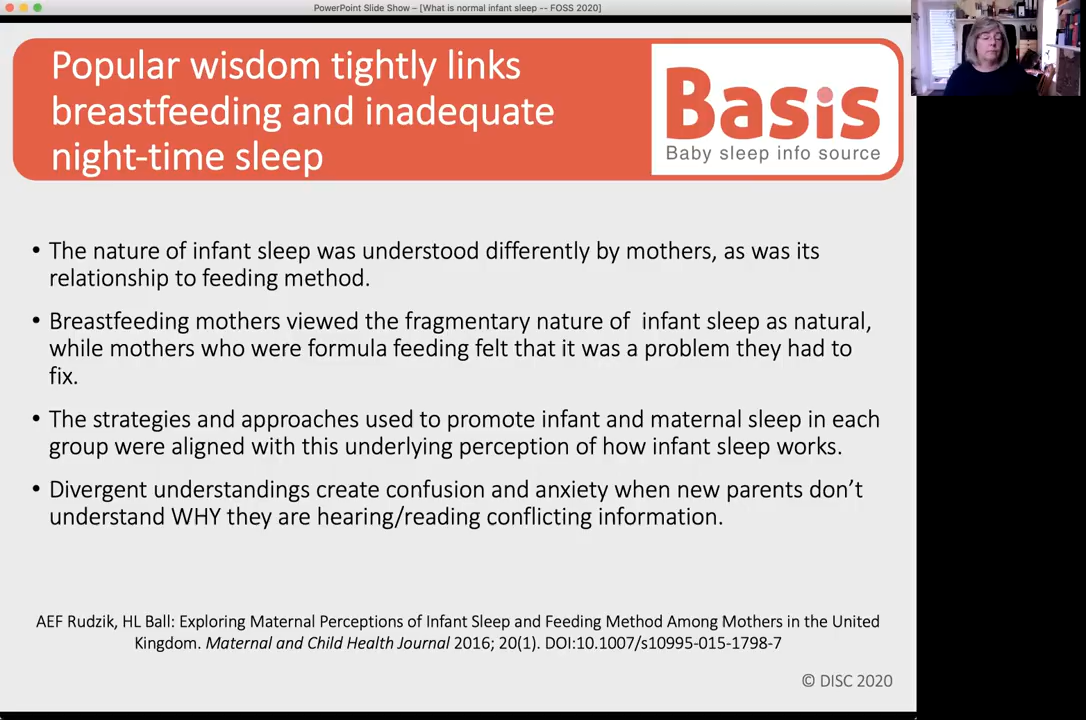 PowerPoint Slide Show – [What is normal infant sleep -- FOSS 2020]
Popular wisdom tightly links
breastfeeding and inadequate
night-time sleep
Basis
Baby sleep info source
• The nature of infant sleep was understood differently by mothers, as was its
relationship to feeding method.
• Breastfeeding mothers viewed the fragmentary nature of  infant sleep as natural,
while mothers who were formula feeding felt that it was a problem they had to
fix.
• The strategies and approaches used to promote infant and maternal sleep in each
group were aligned with this underlying perception of how infant sleep works.
• Divergent understandings create confusion and anxiety when new parents don’t
understand WHY they are hearing/reading conflicting information.
AEF Rudzik, HL Ball: Exploring Maternal Perceptions of Infant Sleep and Feeding Method Among Mothers in the United
Kingdom. Maternal and Child Health Journal 2016; 20(1). DOI:10.1007/s10995-015-1798-7
© DISC 2020